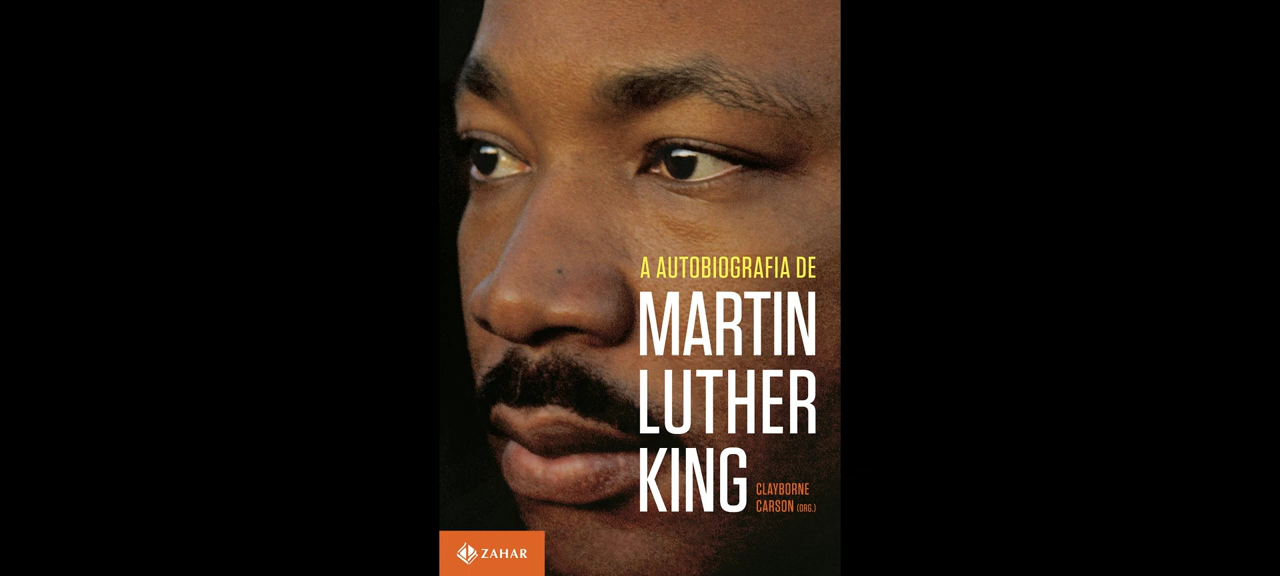 A AUTOBIOGRAFIA DE
MARTIN
LUTHER
KING
CLAYBORNE
CARSON (ORG.)
ZAHAR